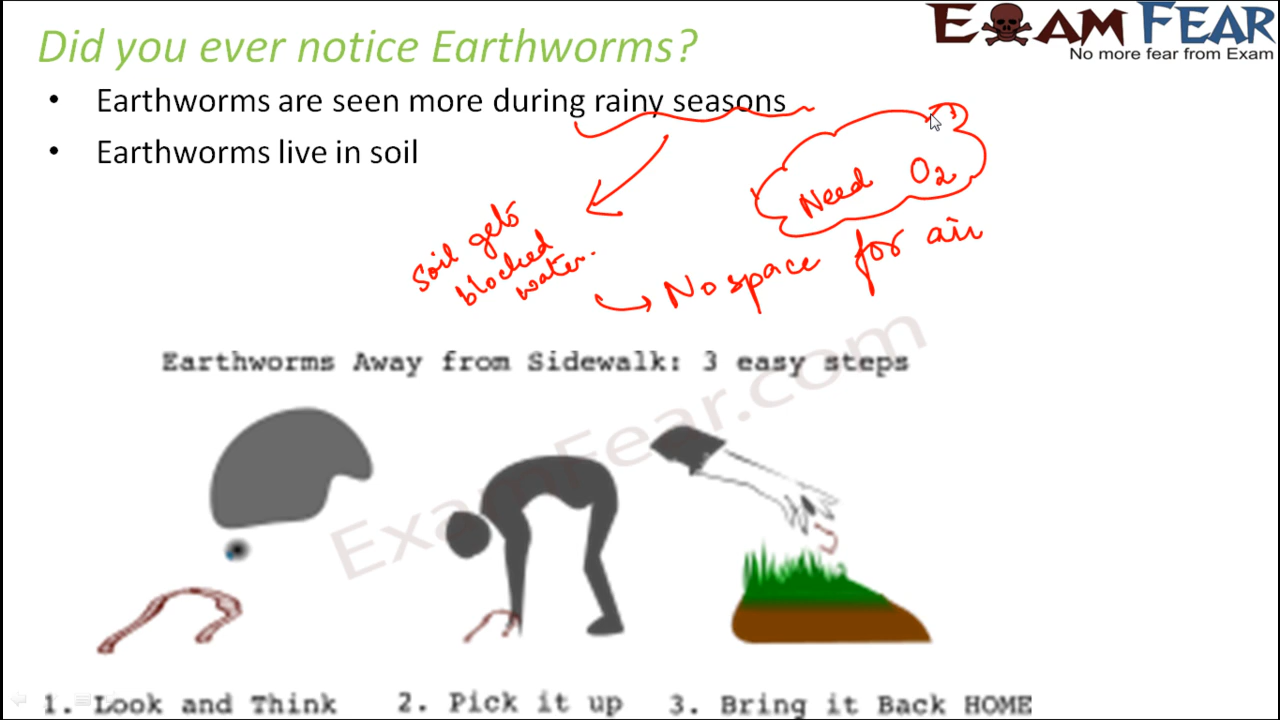 EXAM FEAR
No more fear from Exam
Did you ever notice Earthworms?
• Earthworms are seen more during rainy seasons
• Earthworms live in soil
Need O2
Soil gets
blocked
water.
No space for air
Earthworms Away from Sidewalk: 3 easy steps
ExamFear.com
1. Look and Think
2. Pick it up
3. Bring it Back HOME